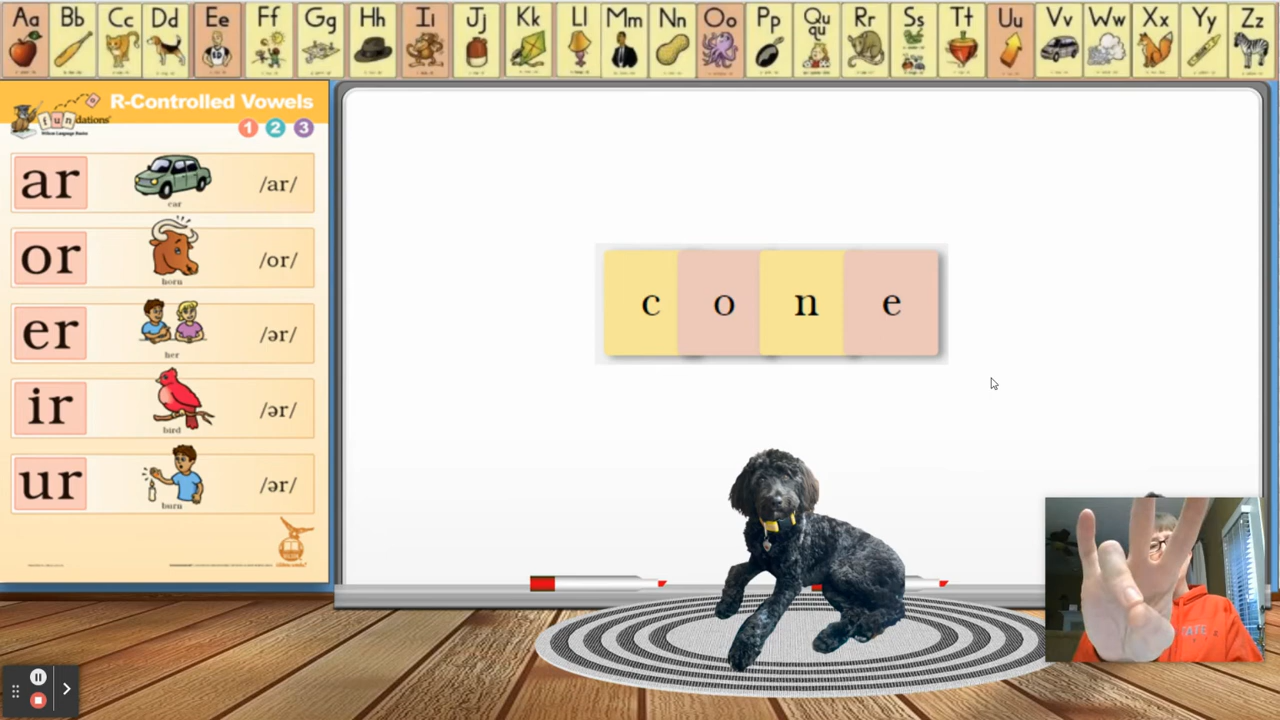 Aa Bb Cc Dd Ee Ff Gg Hh Ii Jj Kk Ll Mm Nn Oo Pp Qu Rr Ss Tt Uu Vv Ww Xx Yy Zz
qu
R-Controlled Vowels
fundations
1 2 3
ar car /ar/
or horn /or/
er her /ər/
ir bird /ər/
ur burn /ər/
c o n e